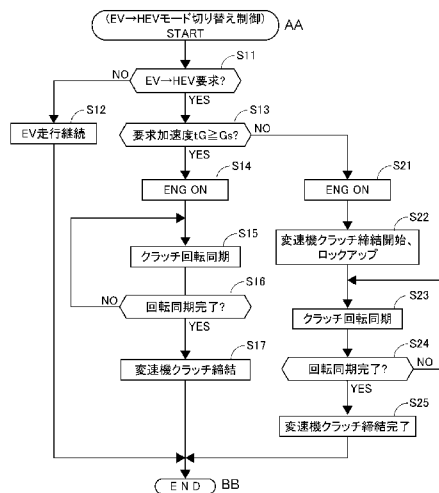 (EV→HEVモード切り替え制御)
START
AA
S11
EV→HEV要求?
NO
YES
S12
EV走行継続
S13
要求加速度tG≧Gs?
NO
YES
S14
ENG ON
S15
クラッチ回転同期
S16
回転同期完了?
NO
YES
S17
変速機クラッチ締結
S21
ENG ON
S22
変速機クラッチ締結開始、
ロックアップ
S23
クラッチ回転同期
S24
回転同期完了?
NO
YES
S25
変速機クラッチ締結完了
END
BB